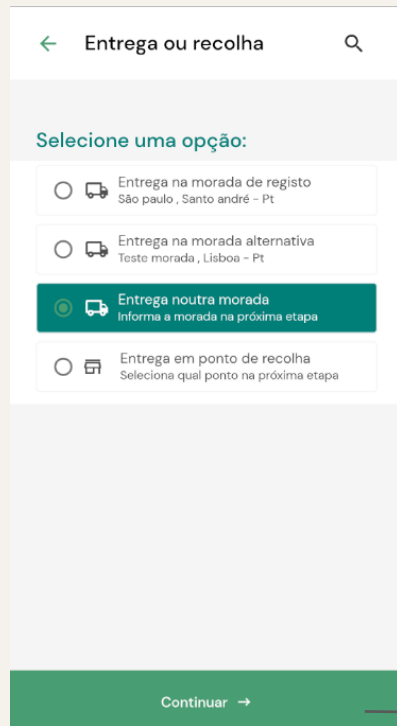 Entrega ou recolha
Selecione uma opção:
Entrega na morada de registo
São paulo , Santo andré - Pt
Entrega na morada alternativa
Teste morada , Lisboa - Pt
Entrega noutra morada
Informa a morada na próxima etapa
Entrega em ponto de recolha
Seleciona qual ponto na próxima etapa
Continuar →